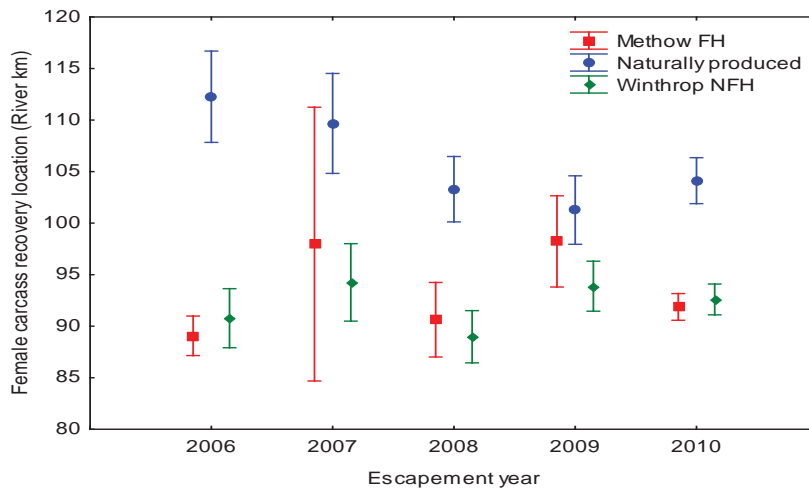 120
115
110
105
100
95
90
85
80
Female carcass recovery location (River km)
Methow FH
Naturally produced
Winthrop NFH
2006 2007 2008 2009 2010
Escapement year